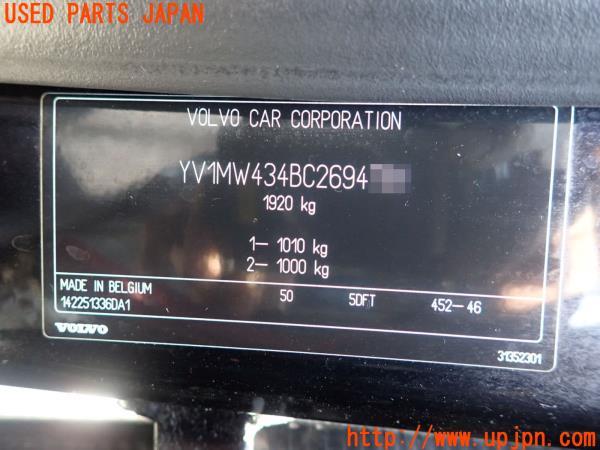 USED PARTS JAPAN
VOLVO CAR CORPORATION
YV1MW434BC2694
1920 kg
1- 1010 kg
2- 1000 kg
MADE IN BELGIUM 50 5DFT 452-46
142251336DA1
VOLVO
31352301
http://www.upjpn.com